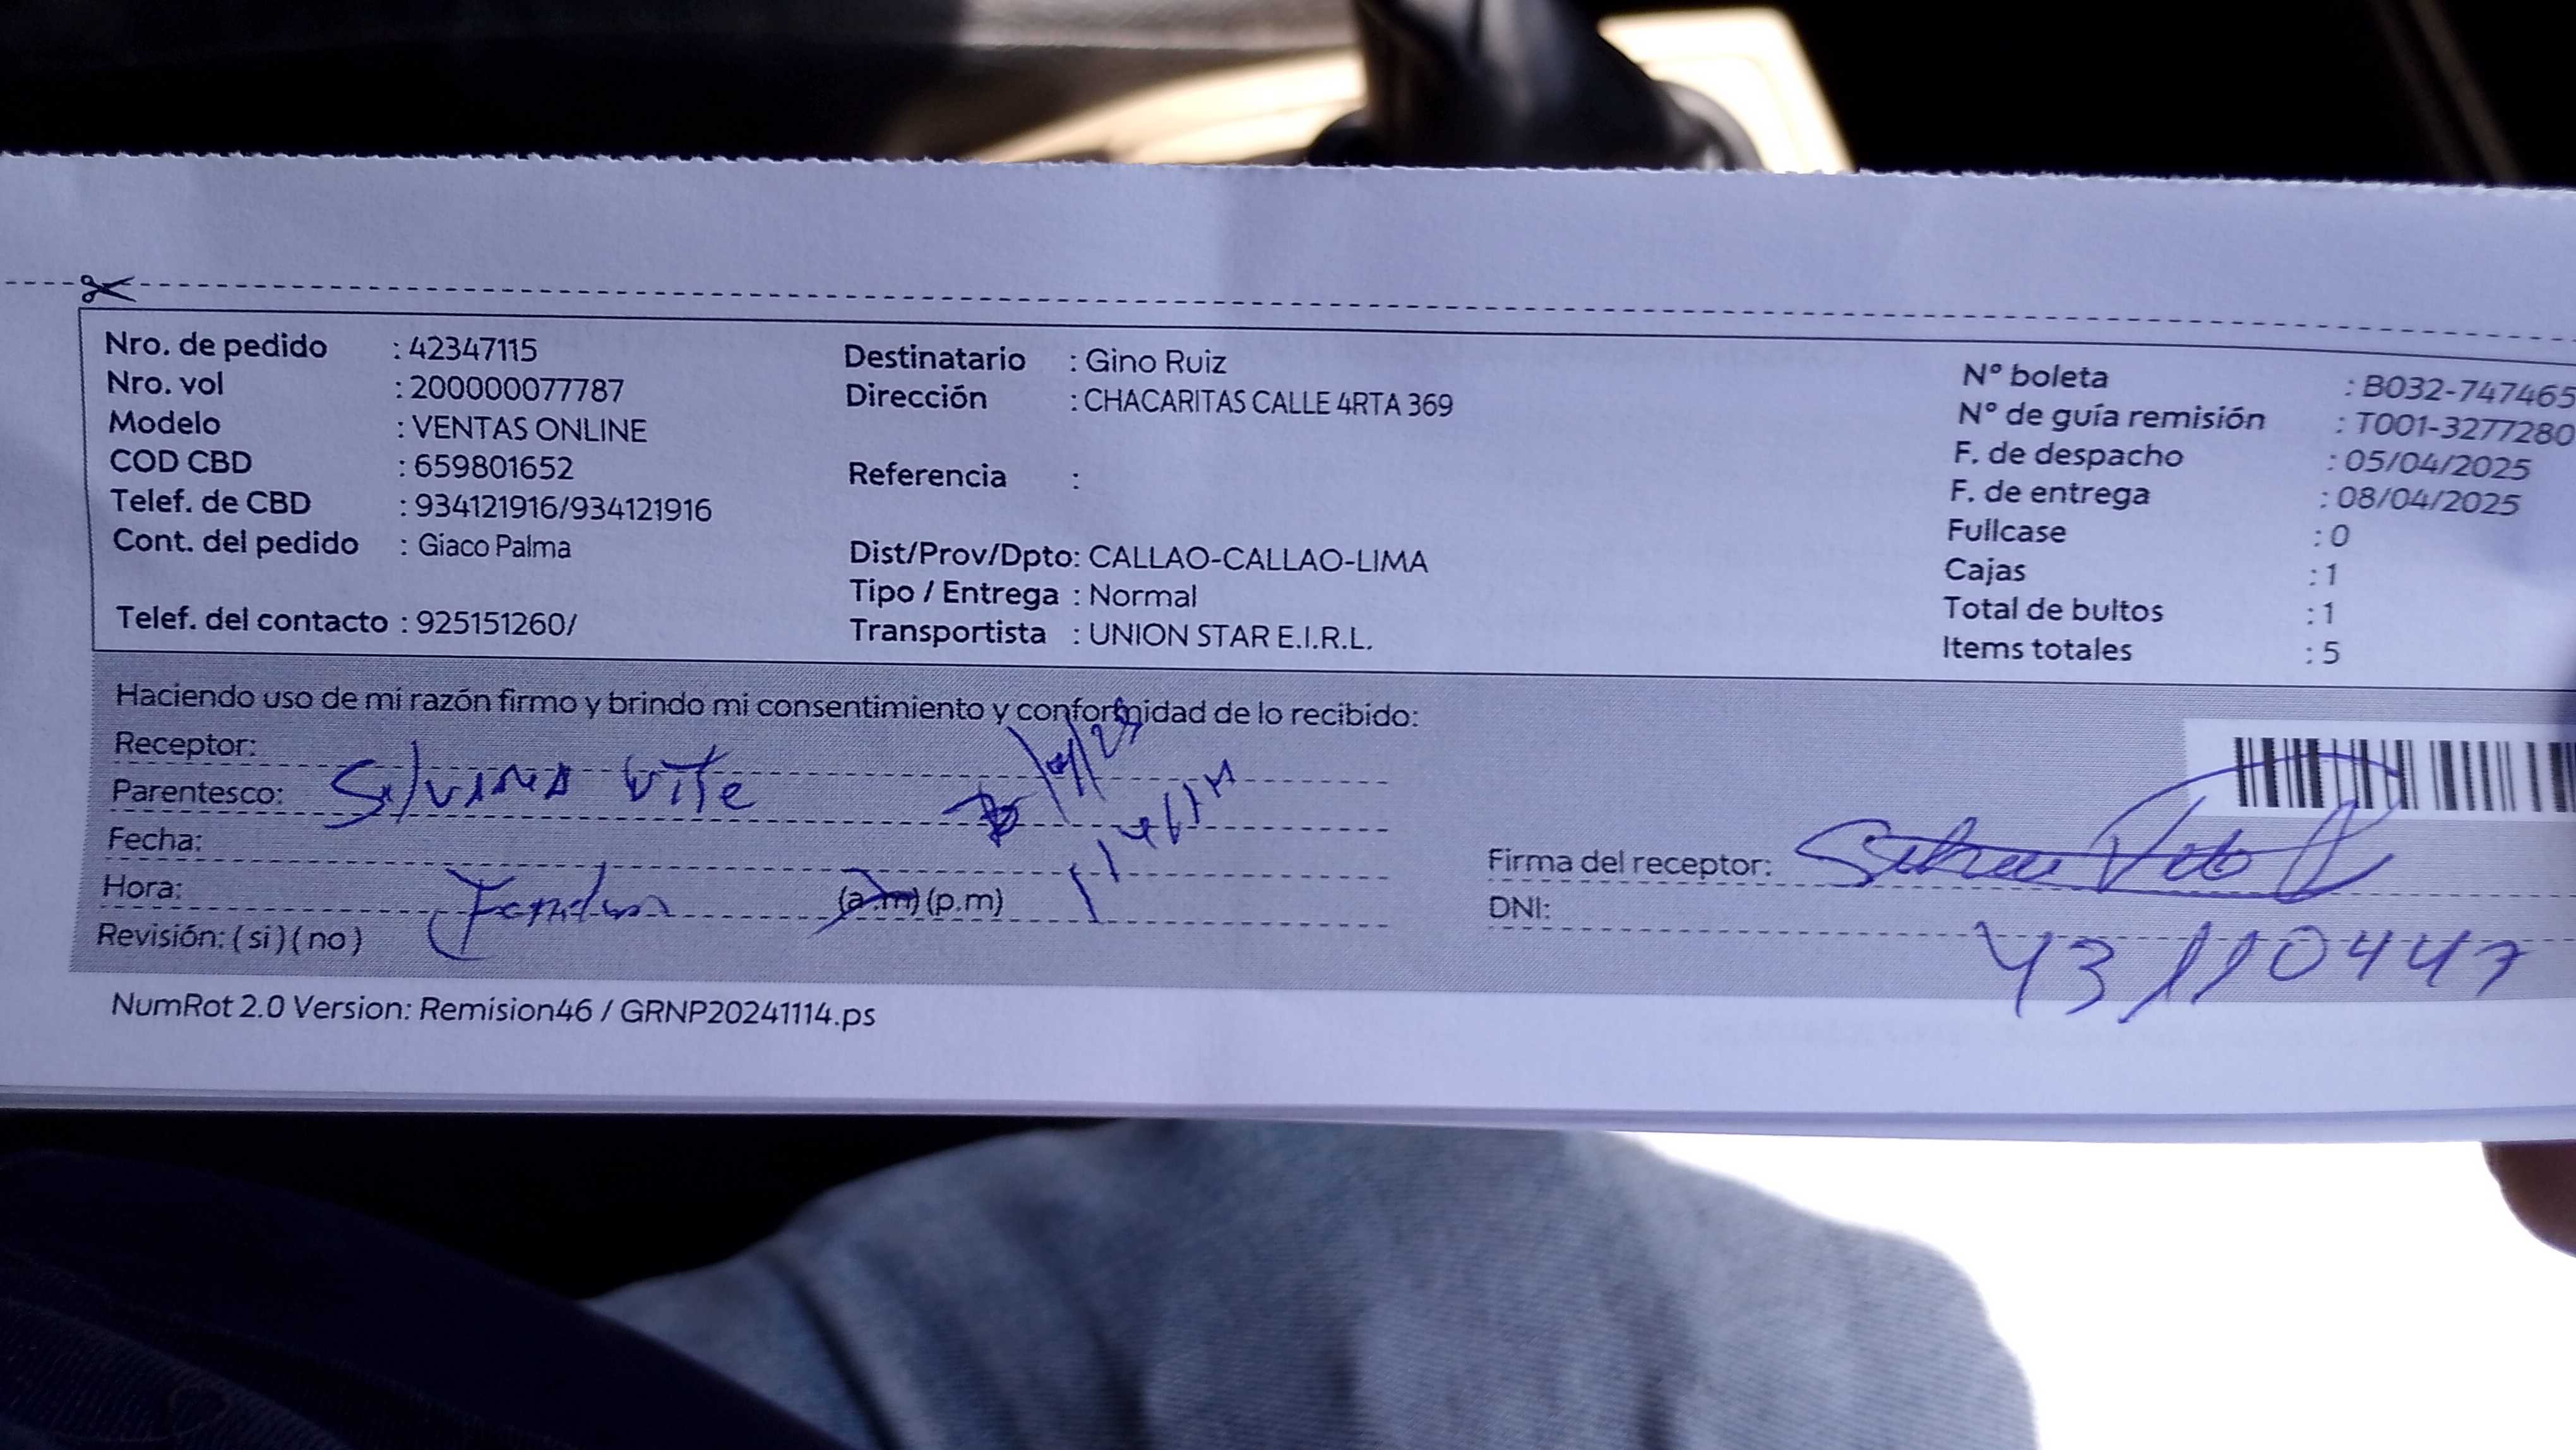 Nro. de pedido : 42347115
Nro. vol : 200000077787
Modelo : VENTAS ONLINE
COD CBD : 659801652
Telef. de CBD : 934121916/934121916
Cont. del pedido : Giaco Palma
Telef. del contacto : 925151260/
Destinatario : Gino Ruiz
Dirección : CHACARITAS CALLE 4RTA 369
Referencia :
Dist/Prov/Dpto: CALLAO-CALLAO-LIMA
Tipo / Entrega : Normal
Transportista : UNION STAR E.I.R.L.
N° boleta : B032-747465
N° de guía remisión : T001-3277280
F. de despacho : 05/04/2025
F. de entrega : 08/04/2025
Fullcase : 0
Cajas : 1
Total de bultos : 1
Items totales : 5
Haciendo uso de mi razón firmo y brindo mi consentimiento y conformidad de lo recibido:
Receptor:
Parentesco: Silvina Vite
Fecha:
Hora: (a.m) (p.m)
Revisión: ( si ) ( no )
Firma del receptor:
DNI: 43110447
NumRot 2.0 Version: Remision46 / GRNP20241114.ps